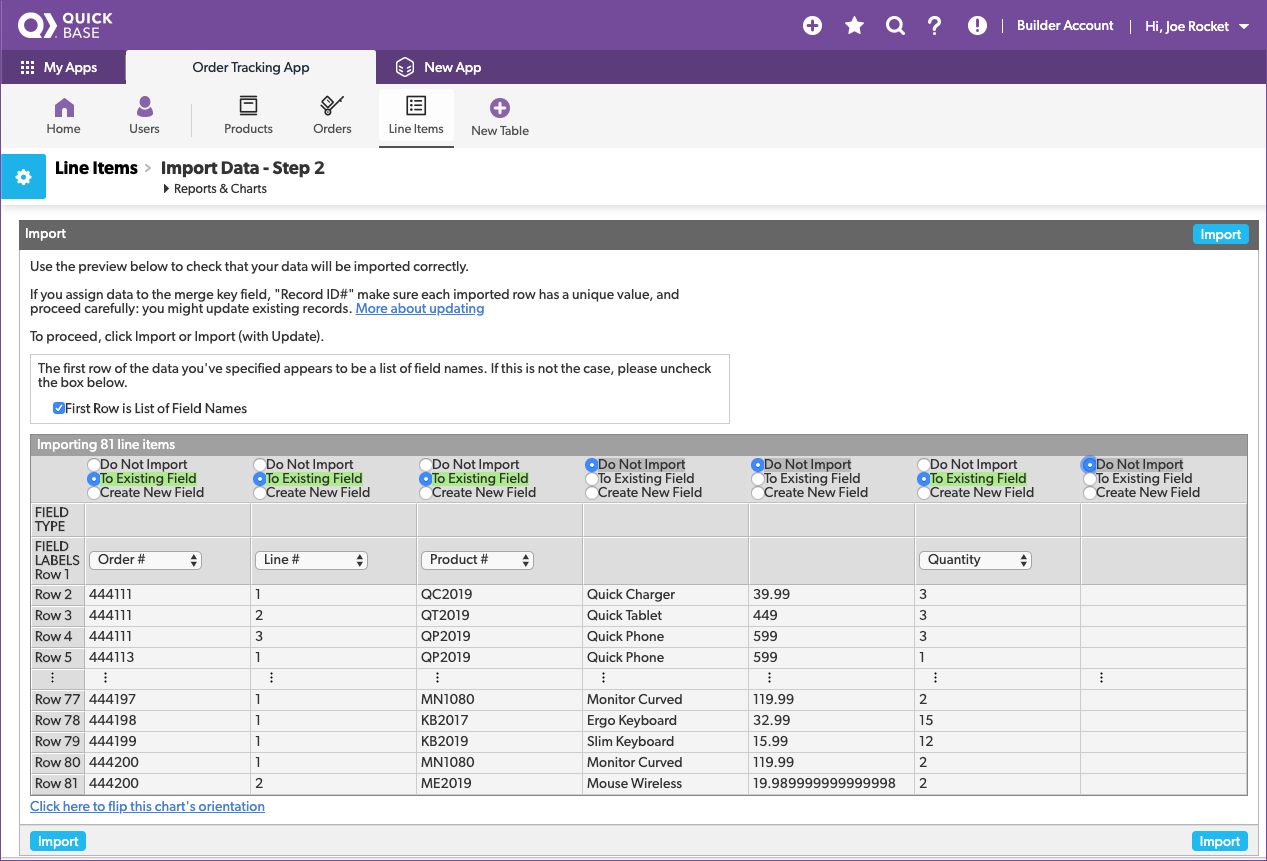 QUICK
BASE
Builder Account
Hi, Joe Rocket
My Apps
Order Tracking App
New App
Home
Users
Products
Orders
Line Items
New Table
Line Items > Import Data - Step 2
Reports & Charts
Import
Import
Use the preview below to check that your data will be imported correctly.
If you assign data to the merge key field, "Record ID#" make sure each imported row has a unique value, and
proceed carefully: you might update existing records. More about updating
To proceed, click Import or Import (with Update).
The first row of the data you've specified appears to be a list of field names. If this is not the case, please uncheck
the box below.
First Row is List of Field Names
Importing 81 line items
Do Not Import Do Not Import Do Not Import Do Not Import Do Not Import Do Not Import Do Not Import
To Existing Field To Existing Field To Existing Field To Existing Field To Existing Field To Existing Field To Existing Field
Create New Field Create New Field Create New Field Create New Field Create New Field Create New Field Create New Field
FIELD
TYPE
FIELD
LABELS
Row 1
Order # Line # Product # Quantity
Row 2 444111 1 QC2019 Quick Charger 39.99 3
Row 3 444111 2 QT2019 Quick Tablet 449 3
Row 4 444111 3 QP2019 Quick Phone 599 3
Row 5 444113 1 QP2019 Quick Phone 599 1
⋮ ⋮ ⋮ ⋮ ⋮ ⋮ ⋮ ⋮
Row 77 444197 1 MN1080 Monitor Curved 119.99 2
Row 78 444198 1 KB2017 Ergo Keyboard 32.99 15
Row 79 444199 1 KB2019 Slim Keyboard 15.99 12
Row 80 444200 1 MN1080 Monitor Curved 119.99 2
Row 81 444200 2 ME2019 Mouse Wireless 19.989999999999998 2
Click here to flip this chart's orientation
Import
Import